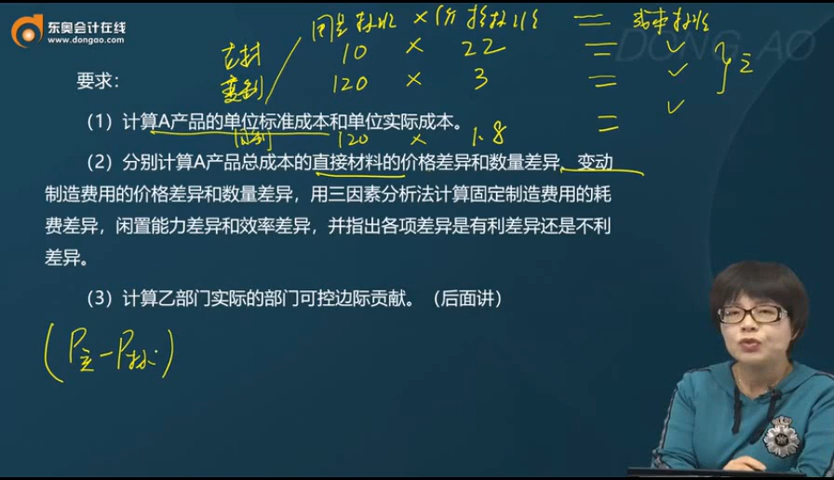 东奥会计在线
www.dongao.com
DONG AO
用量标准 × 价格标准 = 成本标准
直材 10 × 22 =
变制 120 × 3 =
要求：
（1）计算A产品的单位标准成本和单位实际成本。
固制 120 × 1.8 =
（2）分别计算A产品总成本的直接材料的价格差异和数量差异、变动
制造费用的价格差异和数量差异，用三因素分析法计算固定制造费用的耗
费差异，闲置能力差异和效率差异，并指出各项差异是有利差异还是不利
差异。
（3）计算乙部门实际的部门可控边际贡献。（后面讲）
(P实-P标)